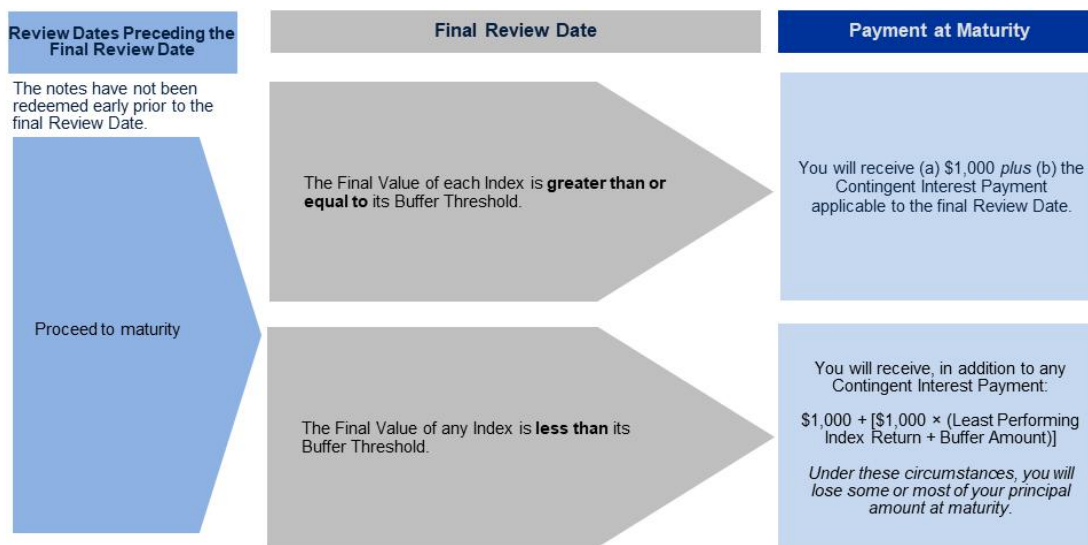 Review Dates Preceding the
Final Review Date
Final Review Date
Payment at Maturity
The notes have not been
redeemed early prior to the
final Review Date.
Proceed to maturity
The Final Value of each Index is greater than or
equal to its Buffer Threshold.
You will receive (a) $1,000 plus (b) the
Contingent Interest Payment
applicable to the final Review Date.
The Final Value of any Index is less than its
Buffer Threshold.
You will receive, in addition to any
Contingent Interest Payment:
$1,000 + [$1,000 × (Least Performing
Index Return + Buffer Amount)]
Under these circumstances, you will
lose some or most of your principal
amount at maturity.